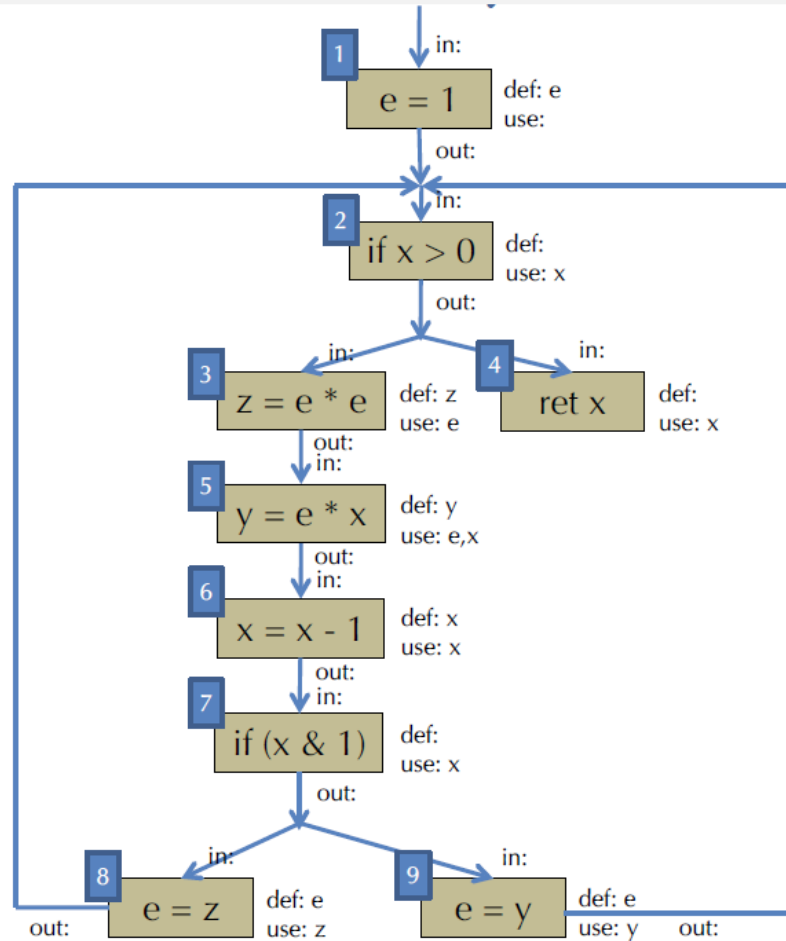 in:
1
e = 1
def: e
use:
out:
in:
2
if x > 0
def:
use: x
out:
in:
3
z = e * e
def: z
use: e
out:
in:
4
ret x
def:
use: x
in:
5
y = e * x
def: y
use: e,x
out:
in:
6
x = x - 1
def: x
use: x
out:
in:
7
if (x & 1)
def:
use: x
out:
in:
8
e = z
def: e
use: z
out:
in:
9
e = y
def: e
use: y
out: